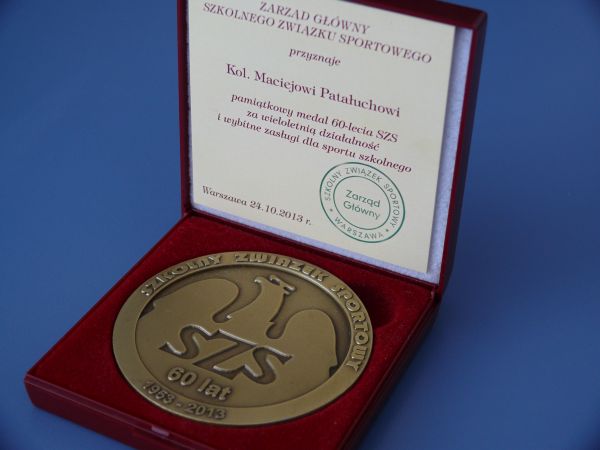 ZARZĄD GŁÓWNY
SZKOLNEGO ZWIĄZKU SPORTOWEGO
przyznaje
Kol. Maciejowi Patałuchowi
pamiątkowy medal 60-lecia SZS
za wieloletnią działalność
i wybitne zasługi dla sportu szkolnego
Warszawa 24.10.2013 r.
SZKOLNY ZWIĄZEK SPORTOWY
Zarząd
Główny
* WARSZAWA *
SZKOLNY ZWIĄZEK SPORTOWY
SZS
60 lat
1953 - 2013